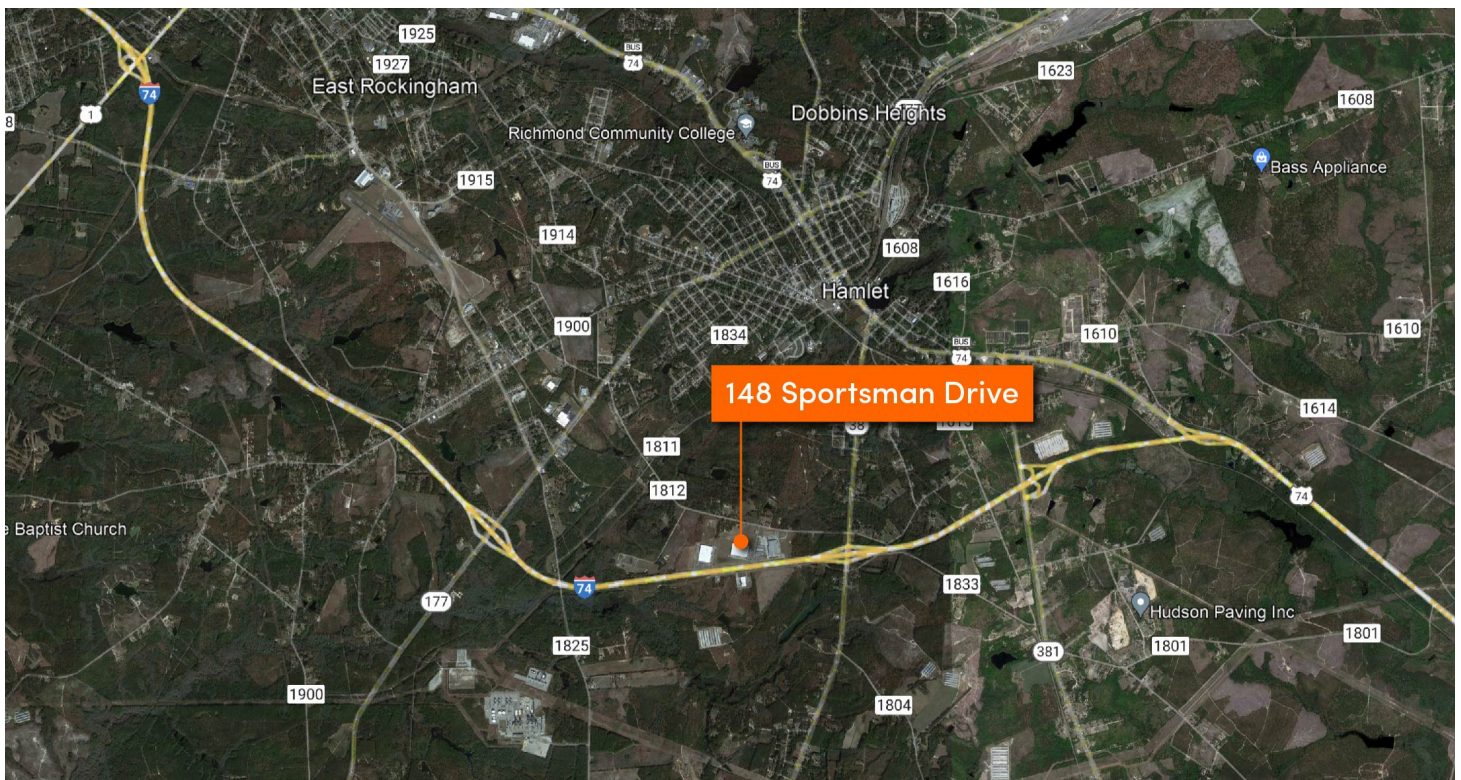 1925
BUS
74
1927
1623
East Rockingham
74
1608
1
Dobbins Heights
8
Richmond Community College
BUS
74
Bass Appliance
1915
1914
1608
1616
Hamlet
1900
1834
1610
1610
BUS
74
148 Sportsman Drive
1614
38
1811
1812
74
e Baptist Church
1833
74
177
Hudson Paving Inc
1825
1801
1801
381
1900
1804